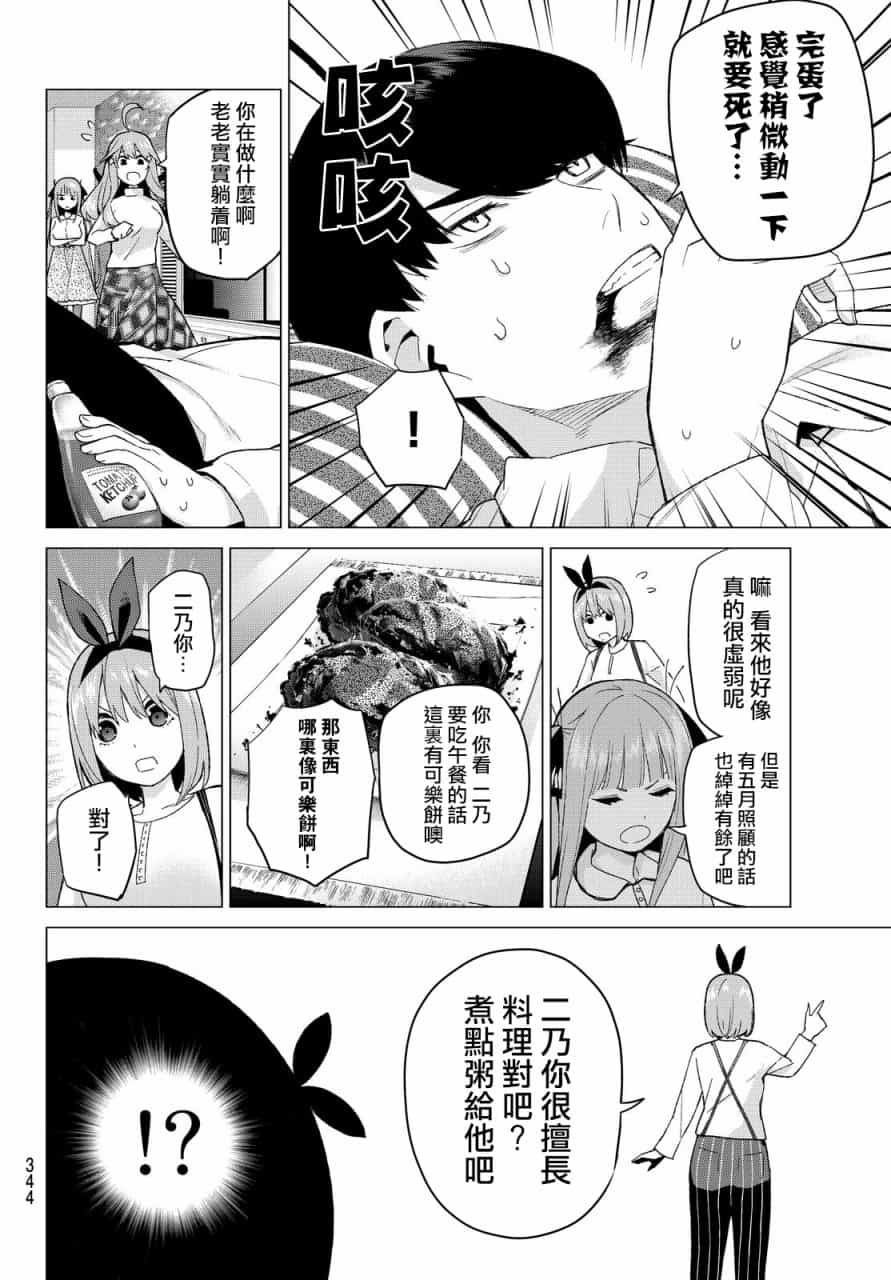 完蛋了
感覺稍微動一下
就要死了…
咳咳
！
你在做什麼啊
老老實實躺着啊！
TOMATO
KETCHUP
嘛 看來他好像
真的很虛弱呢
但是
有五月照顧的話
也綽綽有餘了吧
你 你看 二乃
要吃午餐的話
這裏有可樂餅噢
那東西
哪裏像可樂餅啊！
二乃你…
對了！
二乃你很擅長
料理對吧？
煮點粥給他吧
!?
344